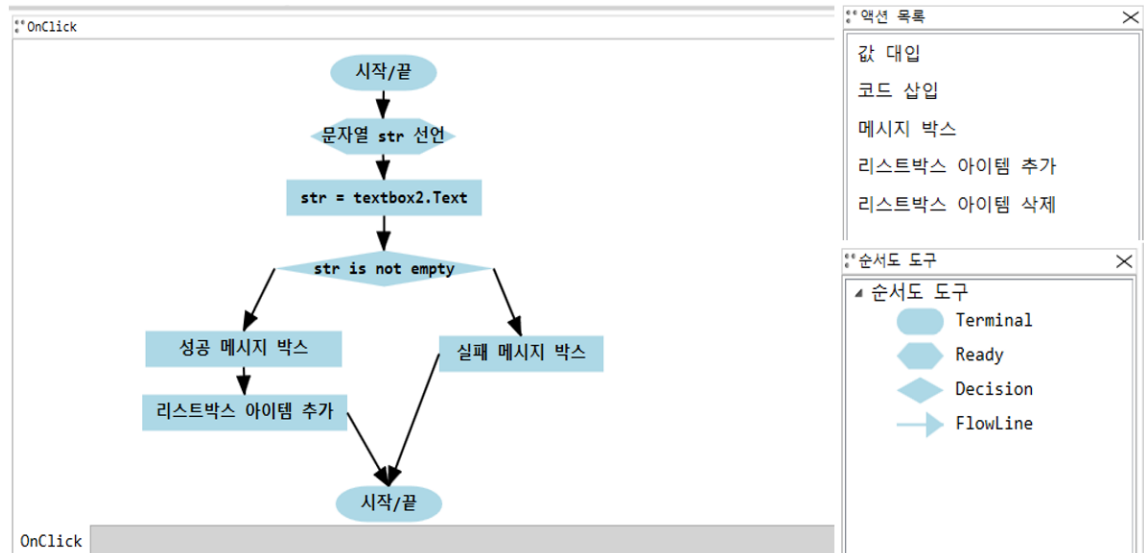 OnClick
시작/끝
문자열 str 선언
str = textbox2.Text
str is not empty
성공 메시지 박스
실패 메시지 박스
리스트박스 아이템 추가
시작/끝
OnClick
액션 목록
값 대입
코드 삽입
메시지 박스
리스트박스 아이템 추가
리스트박스 아이템 삭제
순서도 도구
순서도 도구
Terminal
Ready
Decision
FlowLine